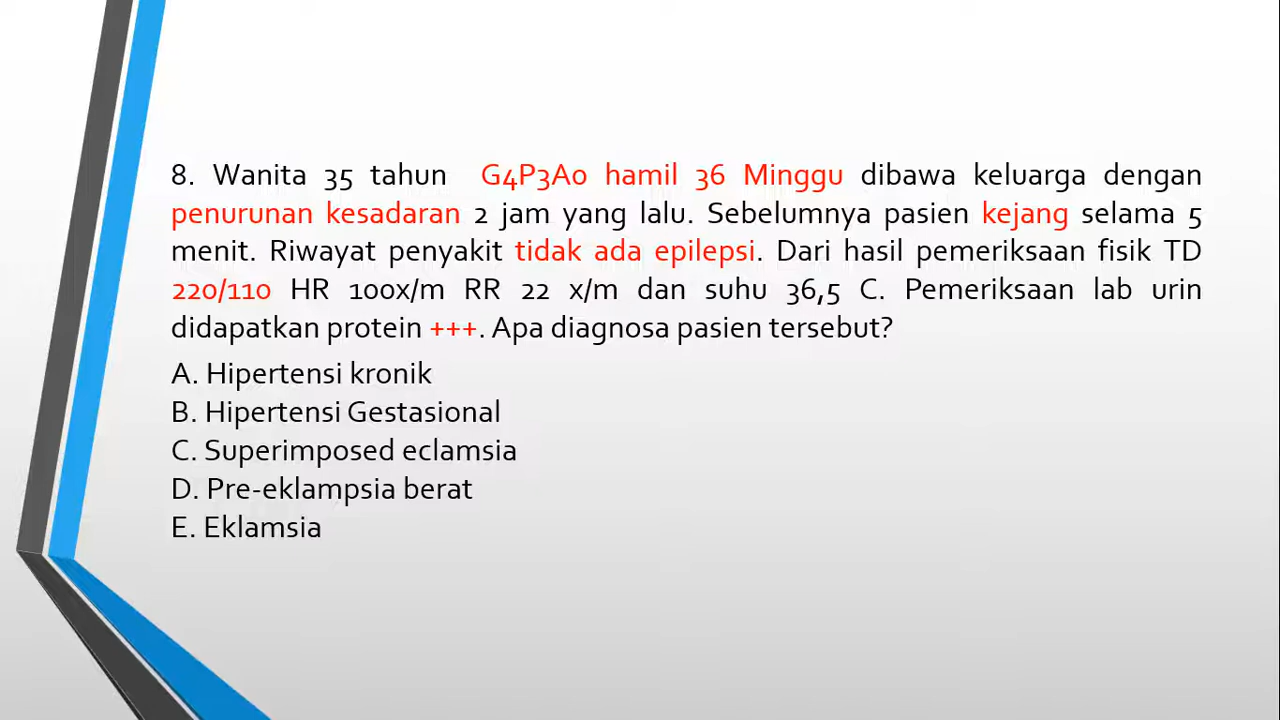 8. Wanita 35 tahun G4P3A0 hamil 36 Minggu dibawa keluarga dengan
penurunan kesadaran 2 jam yang lalu. Sebelumnya pasien kejang selama 5
menit. Riwayat penyakit tidak ada epilepsi. Dari hasil pemeriksaan fisik TD
220/110 HR 100x/m RR 22 x/m dan suhu 36,5 C. Pemeriksaan lab urin
didapatkan protein +++. Apa diagnosa pasien tersebut?
A. Hipertensi kronik
B. Hipertensi Gestasional
C. Superimposed eclamsia
D. Pre-eklampsia berat
E. Eklamsia